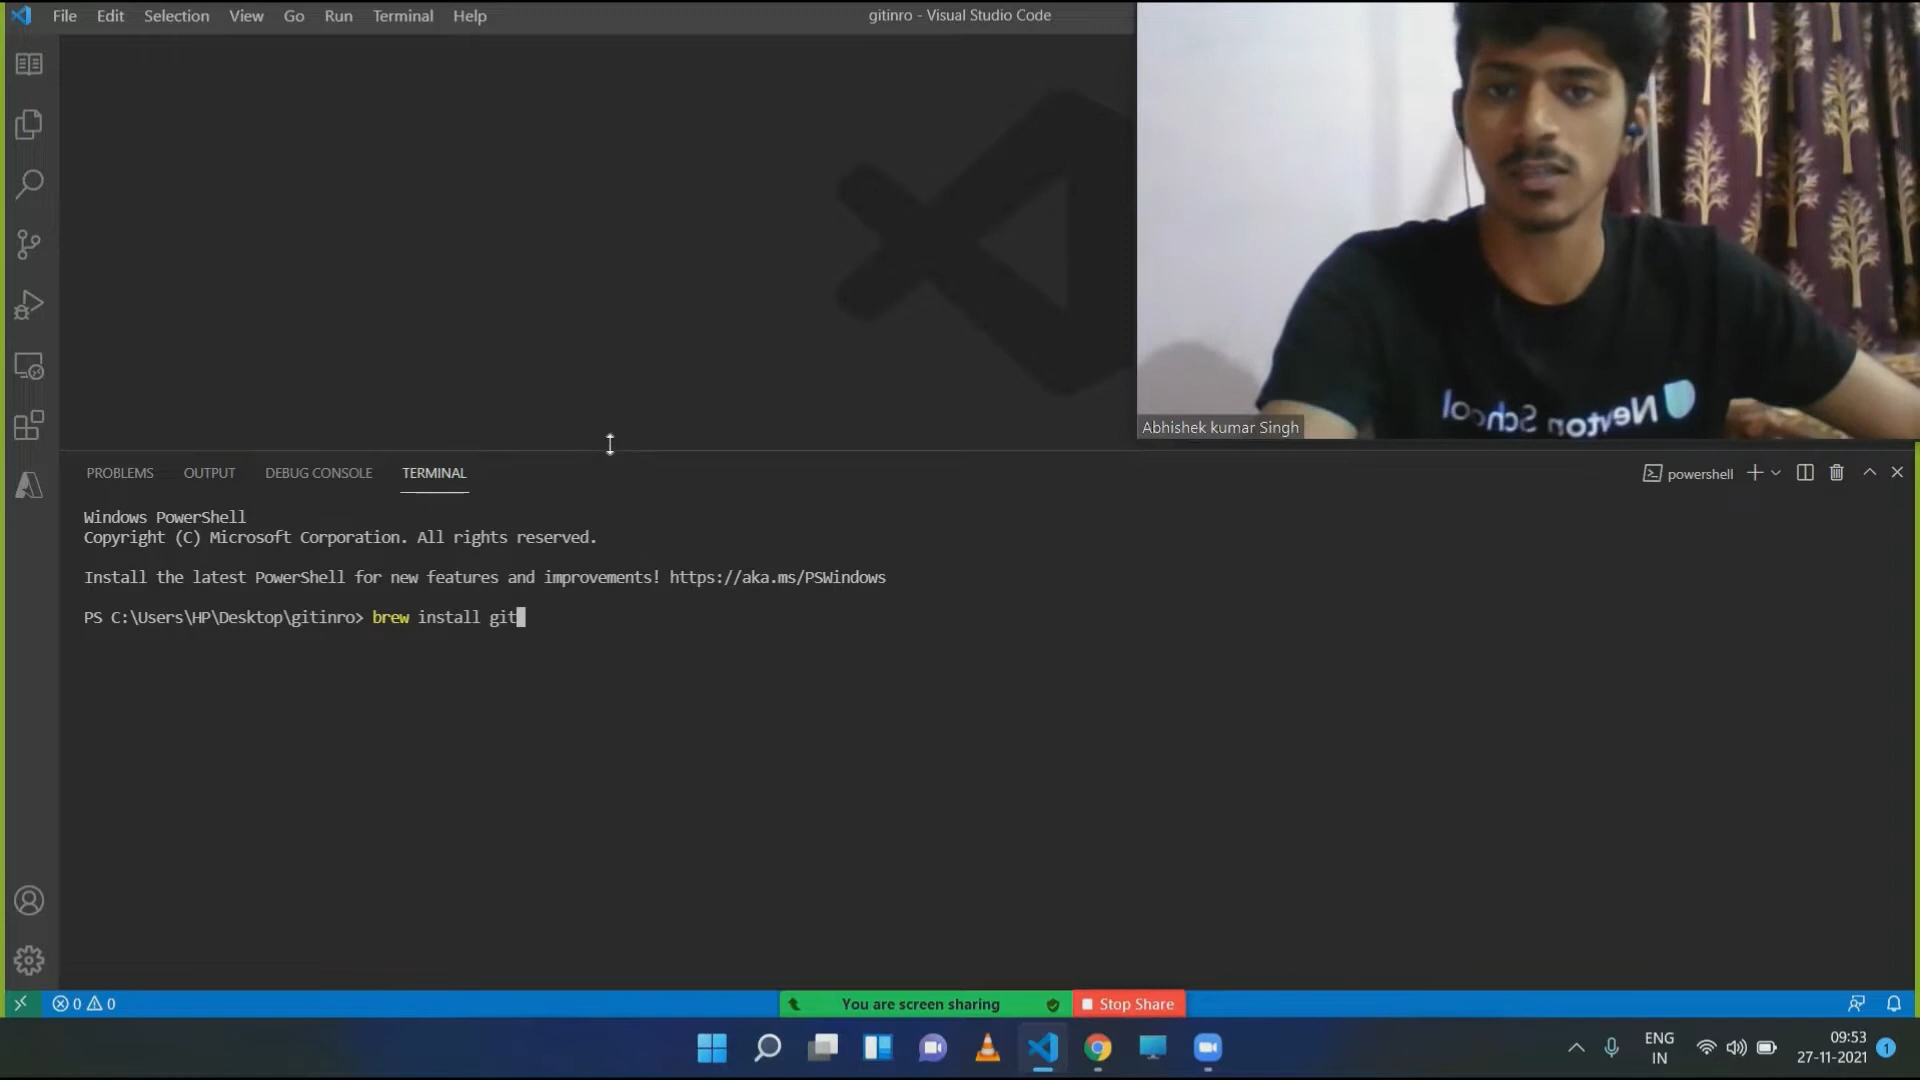 File Edit Selection View Go Run Terminal Help
gitinro - Visual Studio Code
Newton School
Abhishek kumar Singh
PROBLEMS OUTPUT DEBUG CONSOLE TERMINAL
powershell
Windows PowerShell
Copyright (C) Microsoft Corporation. All rights reserved.
Install the latest PowerShell for new features and improvements! https://aka.ms/PSWindows
PS C:\Users\HP\Desktop\gitinro> brew install git
0 0
You are screen sharing
Stop Share
ENG
IN
09:53
27-11-2021
1